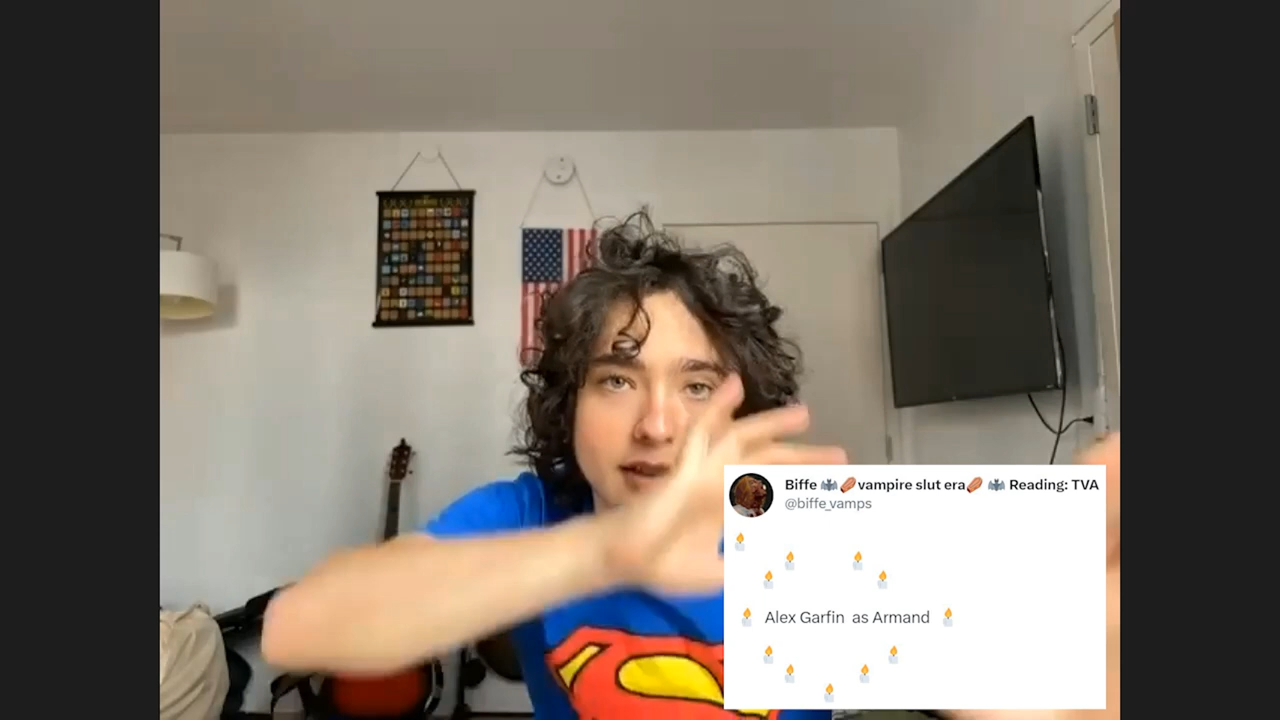 Biffe 🦇⚰️vampire slut era⚰️ 🦇 Reading: TVA
@biffe_vamps
🕯️ Alex Garfin as Armand 🕯️